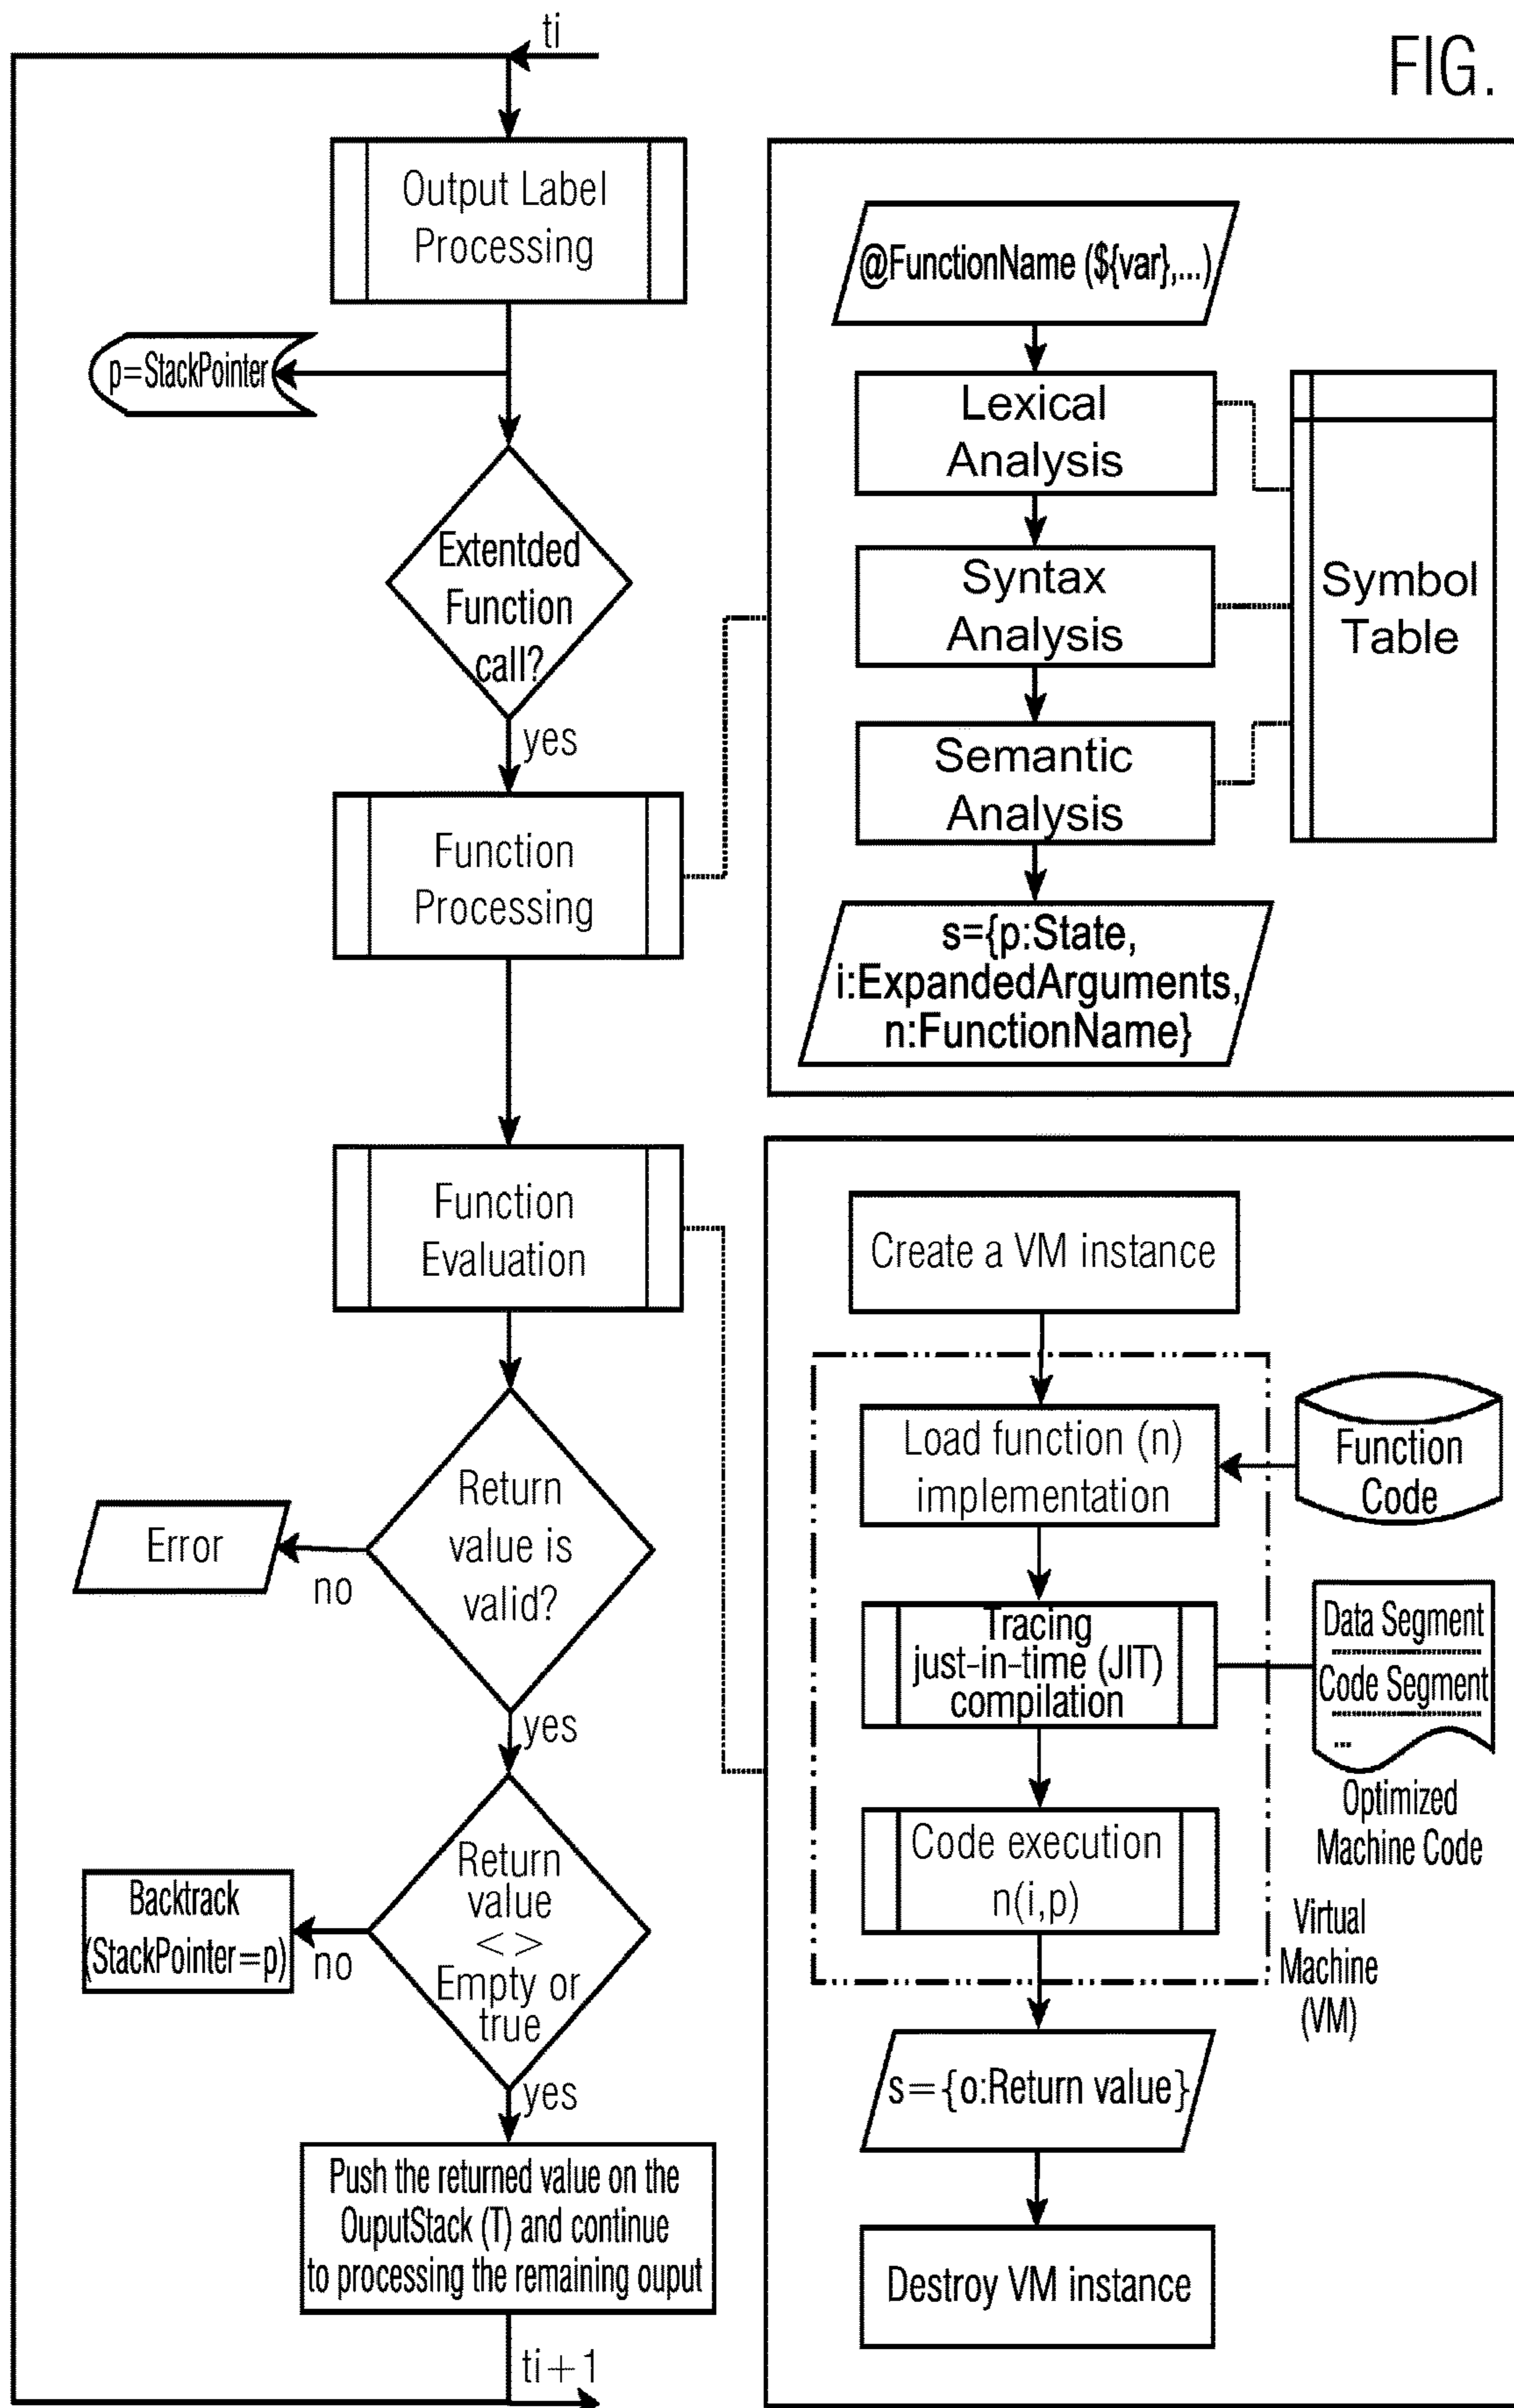 ti
FIG.
Output Label
Processing
p=StackPointer
Extentded
Function
call?
yes
Function
Processing
Function
Evaluation
Return
value is
valid?
no
Error
yes
Return
value
<>
Empty or
true
no
Backtrack
(StackPointer=p)
yes
Push the returned value on the
OuputStack (T) and continue
to processing the remaining ouput
ti+1
@FunctionName (${var},...)
Lexical
Analysis
Syntax
Analysis
Semantic
Analysis
Symbol
Table
s={p:State,
i:ExpandedArguments,
n:FunctionName}
Create a VM instance
Load function (n)
implementation
Function
Code
Tracing
just-in-time (JIT)
compilation
Data Segment
Code Segment
...
Optimized
Machine Code
Code execution
n(i,p)
Virtual
Machine
(VM)
s={o:Return value}
Destroy VM instance